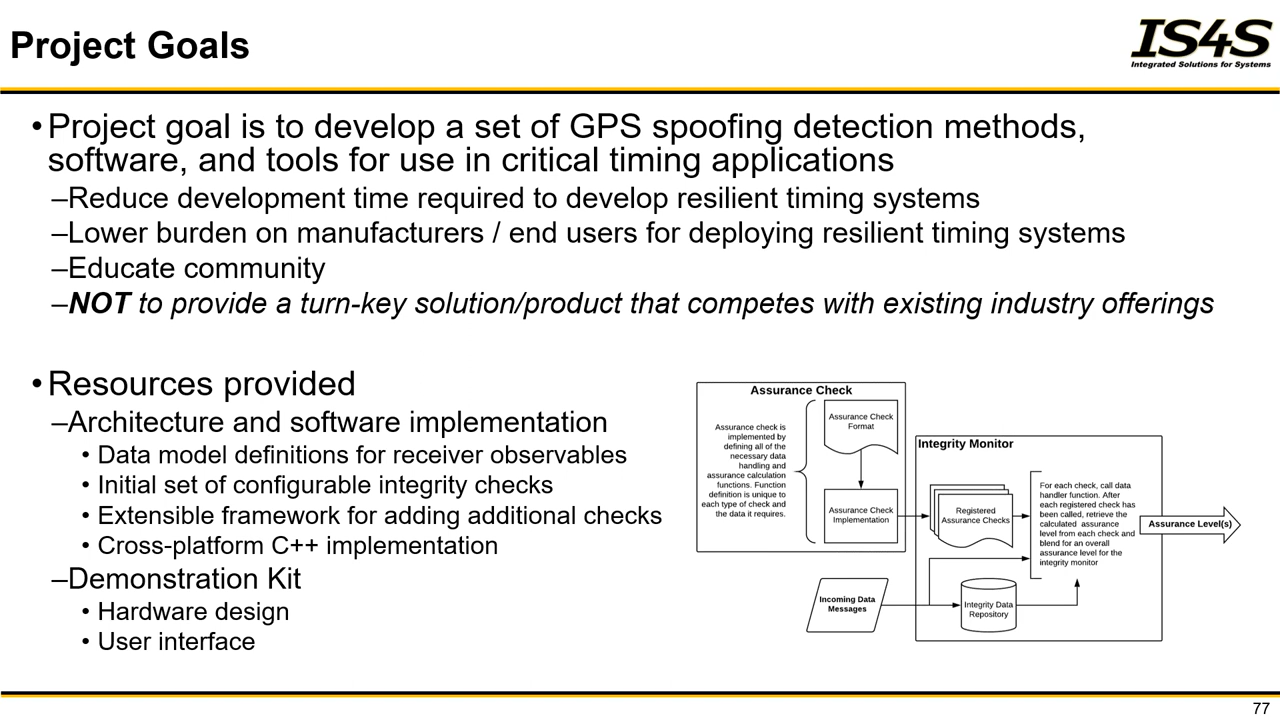 Project Goals
IS4S
Integrated Solutions for Systems
•Project goal is to develop a set of GPS spoofing detection methods,
software, and tools for use in critical timing applications
–Reduce development time required to develop resilient timing systems
–Lower burden on manufacturers / end users for deploying resilient timing systems
–Educate community
–NOT to provide a turn-key solution/product that competes with existing industry offerings
•Resources provided
–Architecture and software implementation
• Data model definitions for receiver observables
• Initial set of configurable integrity checks
• Extensible framework for adding additional checks
• Cross-platform C++ implementation
–Demonstration Kit
• Hardware design
• User interface
Assurance Check
Assurance check is
implemented by
defining all of the
necessary data
handling and
assurance calculation
functions. Function
definition is unique to
each type of check and
the data it requires.
Assurance Check
Format
Assurance Check
Implementation
Integrity Monitor
Registered
Assurance Checks
For each check, call data
handler function. After
each registered check has
been called, retrieve the
calculated assurance
level from each check and
blend for an overall
assurance level for the
integrity monitor
Assurance Level(s)
Incoming Data
Messages
Integrity Data
Repository
77